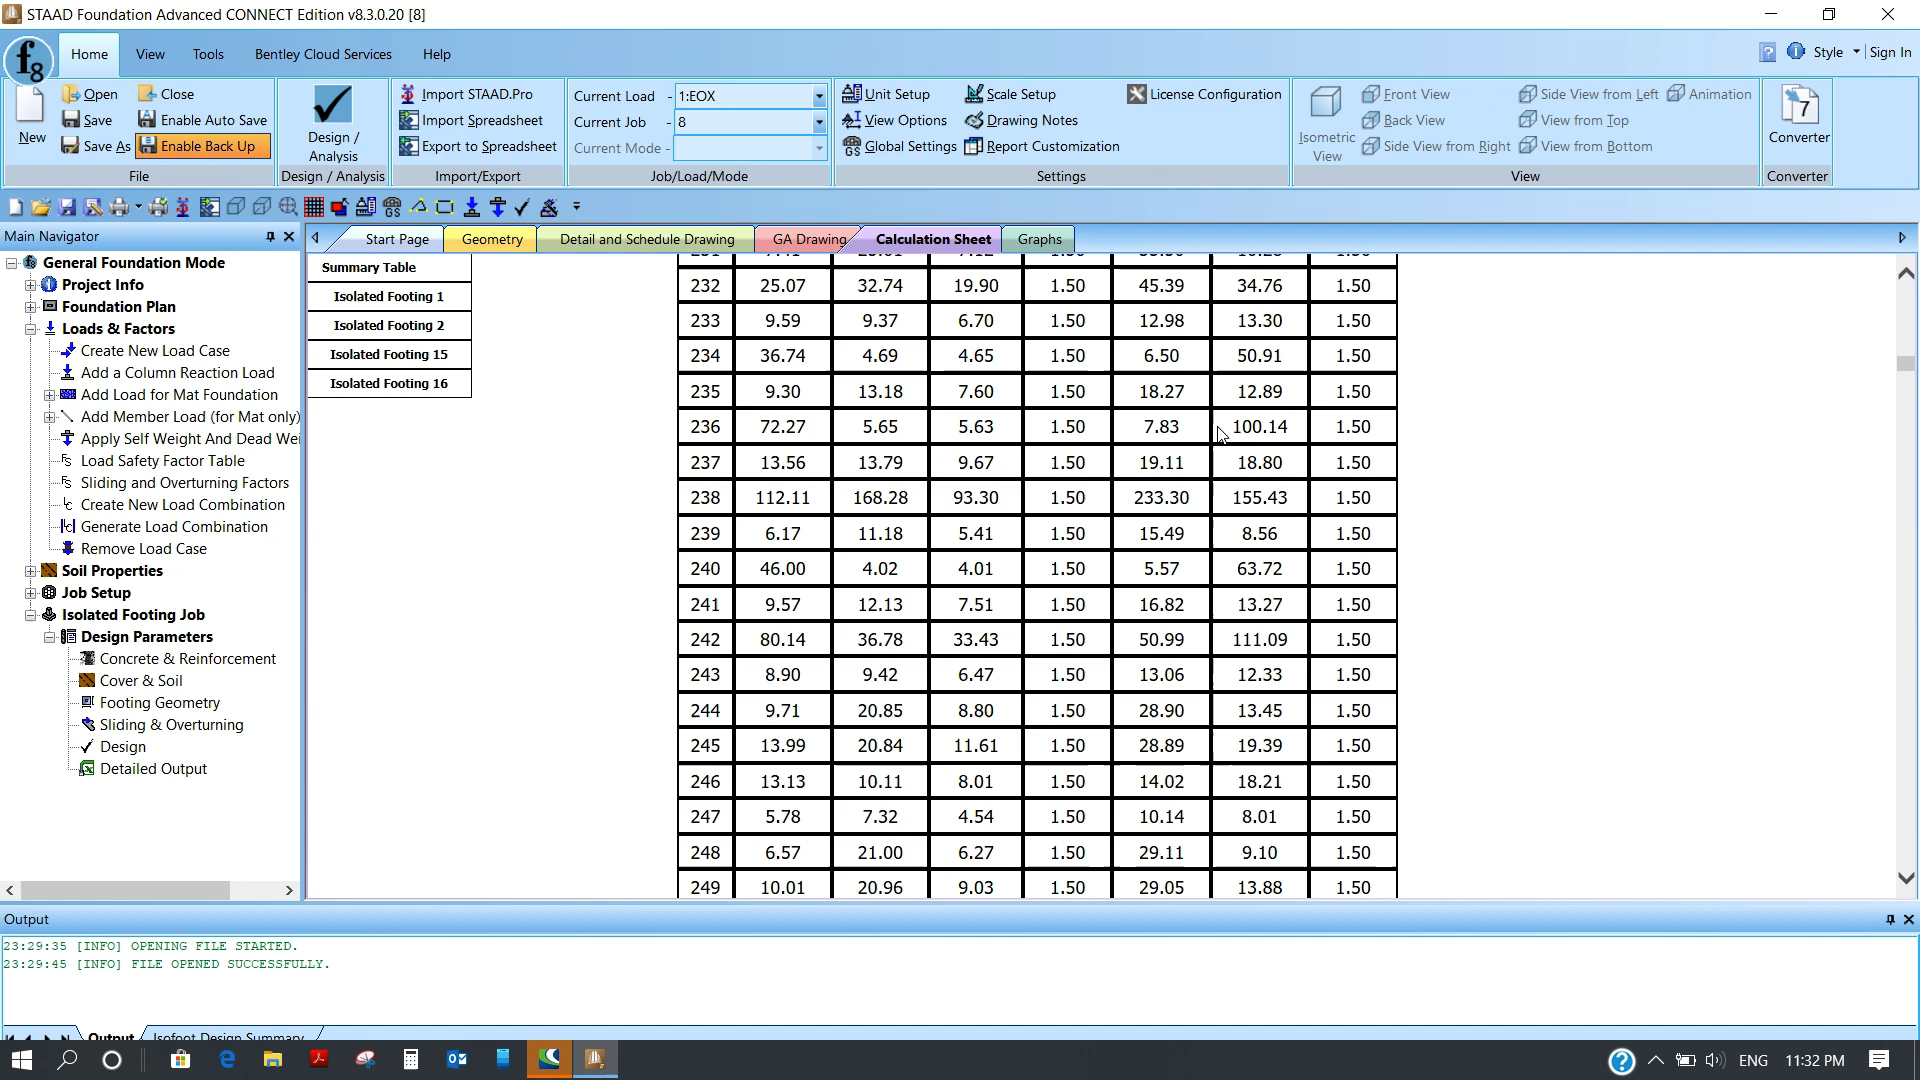 STAAD Foundation Advanced CONNECT Edition v8.3.0.20 [8]
Home View Tools Bentley Cloud Services Help Style Sign In
New
Open
Save
Save As
Close
Enable Auto Save
Enable Back Up
File
Design / Analysis
Design / Analysis
Import STAAD.Pro
Import Spreadsheet
Export to Spreadsheet
Import/Export
Current Load - 1:EOX
Current Job - 8
Current Mode -
Job/Load/Mode
Unit Setup
View Options
Global Settings
Scale Setup
Drawing Notes
Report Customization
License Configuration
Settings
Isometric View
Front View
Back View
Side View from Right
Side View from Left
View from Top
View from Bottom
Animation
View
7
Converter
Converter
Main Navigator
General Foundation Mode
Project Info
Foundation Plan
Loads & Factors
Create New Load Case
Add a Column Reaction Load
Add Load for Mat Foundation
Add Member Load (for Mat only)
Apply Self Weight And Dead Wei
Load Safety Factor Table
Sliding and Overturning Factors
Create New Load Combination
Generate Load Combination
Remove Load Case
Soil Properties
Job Setup
Isolated Footing Job
Design Parameters
Concrete & Reinforcement
Cover & Soil
Footing Geometry
Sliding & Overturning
Design
Detailed Output
Start Page Geometry Detail and Schedule Drawing GA Drawing Calculation Sheet Graphs
Summary Table
Isolated Footing 1
Isolated Footing 2
Isolated Footing 15
Isolated Footing 16
232 25.07 32.74 19.90 1.50 45.39 34.76 1.50
233 9.59 9.37 6.70 1.50 12.98 13.30 1.50
234 36.74 4.69 4.65 1.50 6.50 50.91 1.50
235 9.30 13.18 7.60 1.50 18.27 12.89 1.50
236 72.27 5.65 5.63 1.50 7.83 100.14 1.50
237 13.56 13.79 9.67 1.50 19.11 18.80 1.50
238 112.11 168.28 93.30 1.50 233.30 155.43 1.50
239 6.17 11.18 5.41 1.50 15.49 8.56 1.50
240 46.00 4.02 4.01 1.50 5.57 63.72 1.50
241 9.57 12.13 7.51 1.50 16.82 13.27 1.50
242 80.14 36.78 33.43 1.50 50.99 111.09 1.50
243 8.90 9.42 6.47 1.50 13.06 12.33 1.50
244 9.71 20.85 8.80 1.50 28.90 13.45 1.50
245 13.99 20.84 11.61 1.50 28.89 19.39 1.50
246 13.13 10.11 8.01 1.50 14.02 18.21 1.50
247 5.78 7.32 4.54 1.50 10.14 8.01 1.50
248 6.57 21.00 6.27 1.50 29.11 9.10 1.50
249 10.01 20.96 9.03 1.50 29.05 13.88 1.50
Output
23:29:35 [INFO] OPENING FILE STARTED.
23:29:45 [INFO] FILE OPENED SUCCESSFULLY.
Output Isofoot Design Summary
ENG 11:32 PM